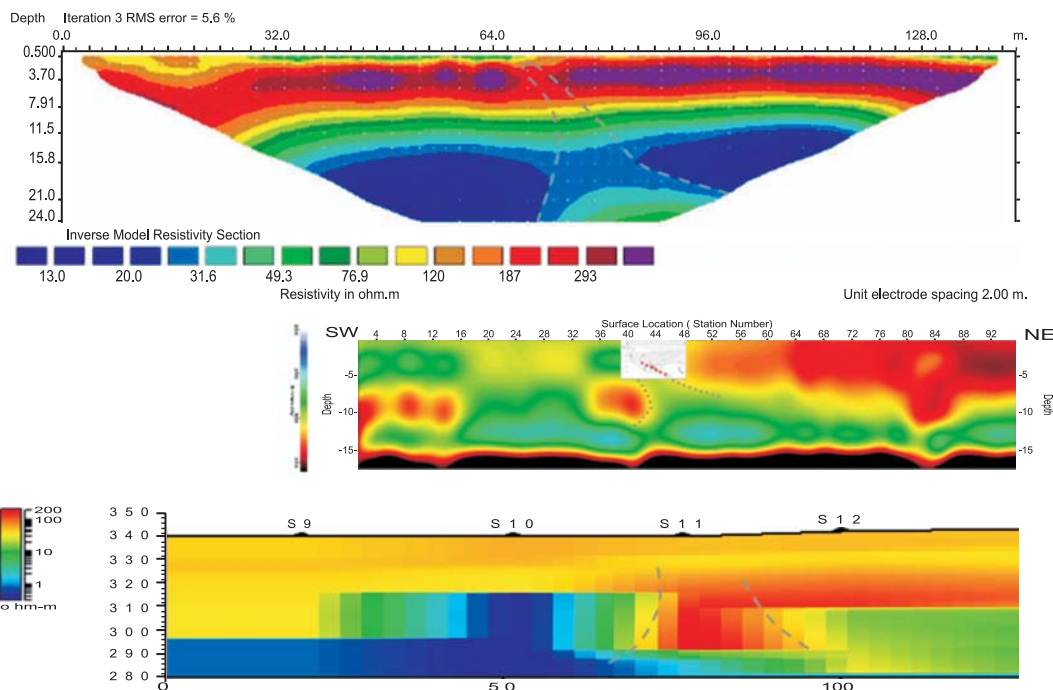 Depth Iteration 3 RMS error = 5.6 %
0.0 32.0 64.0 96.0 128.0 m.
0.500
3.70
7.91
11.5
15.8
21.0
24.0
Inverse Model Resistivity Section
13.0 20.0 31.6 49.3 76.9 120 187 293
Resistivity in ohm.m
Unit electrode spacing 2.00 m.
Surface Location ( Station Number)
SW NE
4 8 12 16 20 24 28 32 36 40 44 48 52 56 60 64 68 72 76 80 84 88 92
-5 -5
-10 -10
-15 -15
Depth Depth
200
100
10
1
o hm-m
350
340
330
320
310
300
290
280
S 9 S 10 S 11 S 12
0 50 100